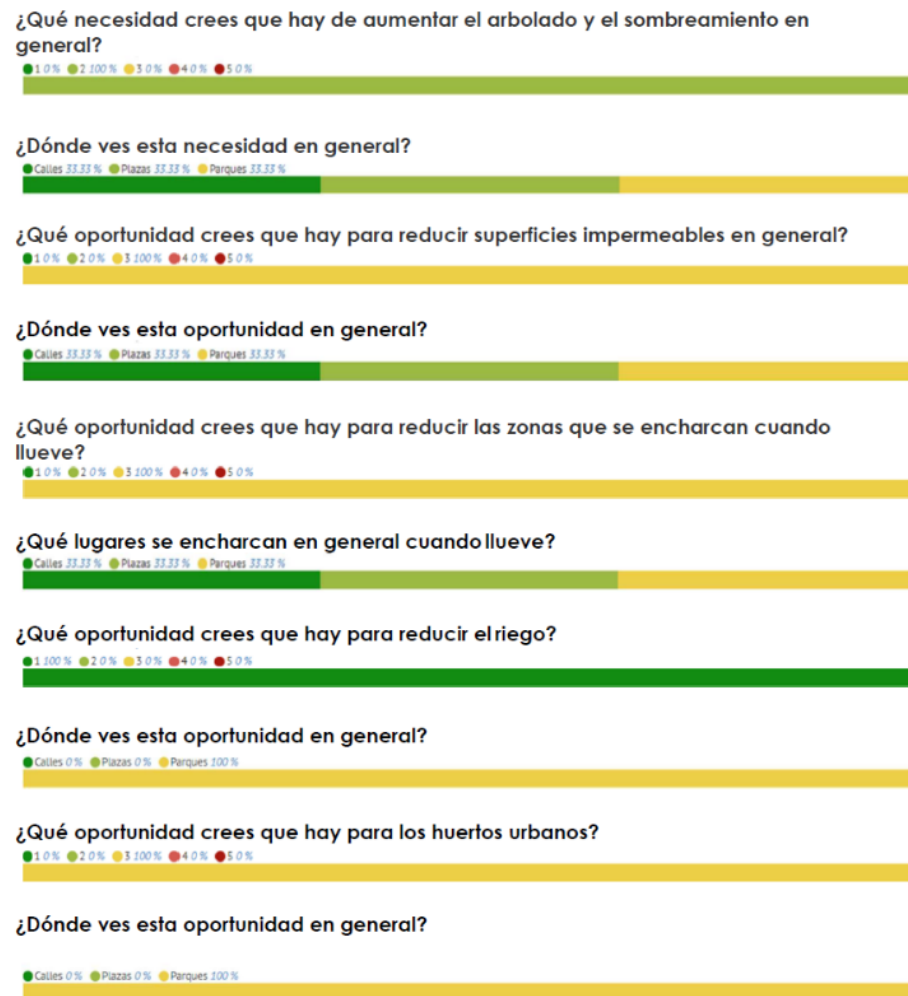 ¿Qué necesidad crees que hay de aumentar el arbolado y el sombreamiento en
general?
1 0% 2 100% 3 0% 4 0% 5 0%
¿Dónde ves esta necesidad en general?
Calles 33.33% Plazas 33.33% Parques 33.33%
¿Qué oportunidad crees que hay para reducir superficies impermeables en general?
1 0% 2 0% 3 100% 4 0% 5 0%
¿Dónde ves esta oportunidad en general?
Calles 33.33% Plazas 33.33% Parques 33.33%
¿Qué oportunidad crees que hay para reducir las zonas que se encharcan cuando
llueve?
1 0% 2 0% 3 100% 4 0% 5 0%
¿Qué lugares se encharcan en general cuando llueve?
Calles 33.33% Plazas 33.33% Parques 33.33%
¿Qué oportunidad crees que hay para reducir el riego?
1 100% 2 0% 3 0% 4 0% 5 0%
¿Dónde ves esta oportunidad en general?
Calles 0% Plazas 0% Parques 100%
¿Qué oportunidad crees que hay para los huertos urbanos?
1 0% 2 0% 3 100% 4 0% 5 0%
¿Dónde ves esta oportunidad en general?
Calles 0% Plazas 0% Parques 100%